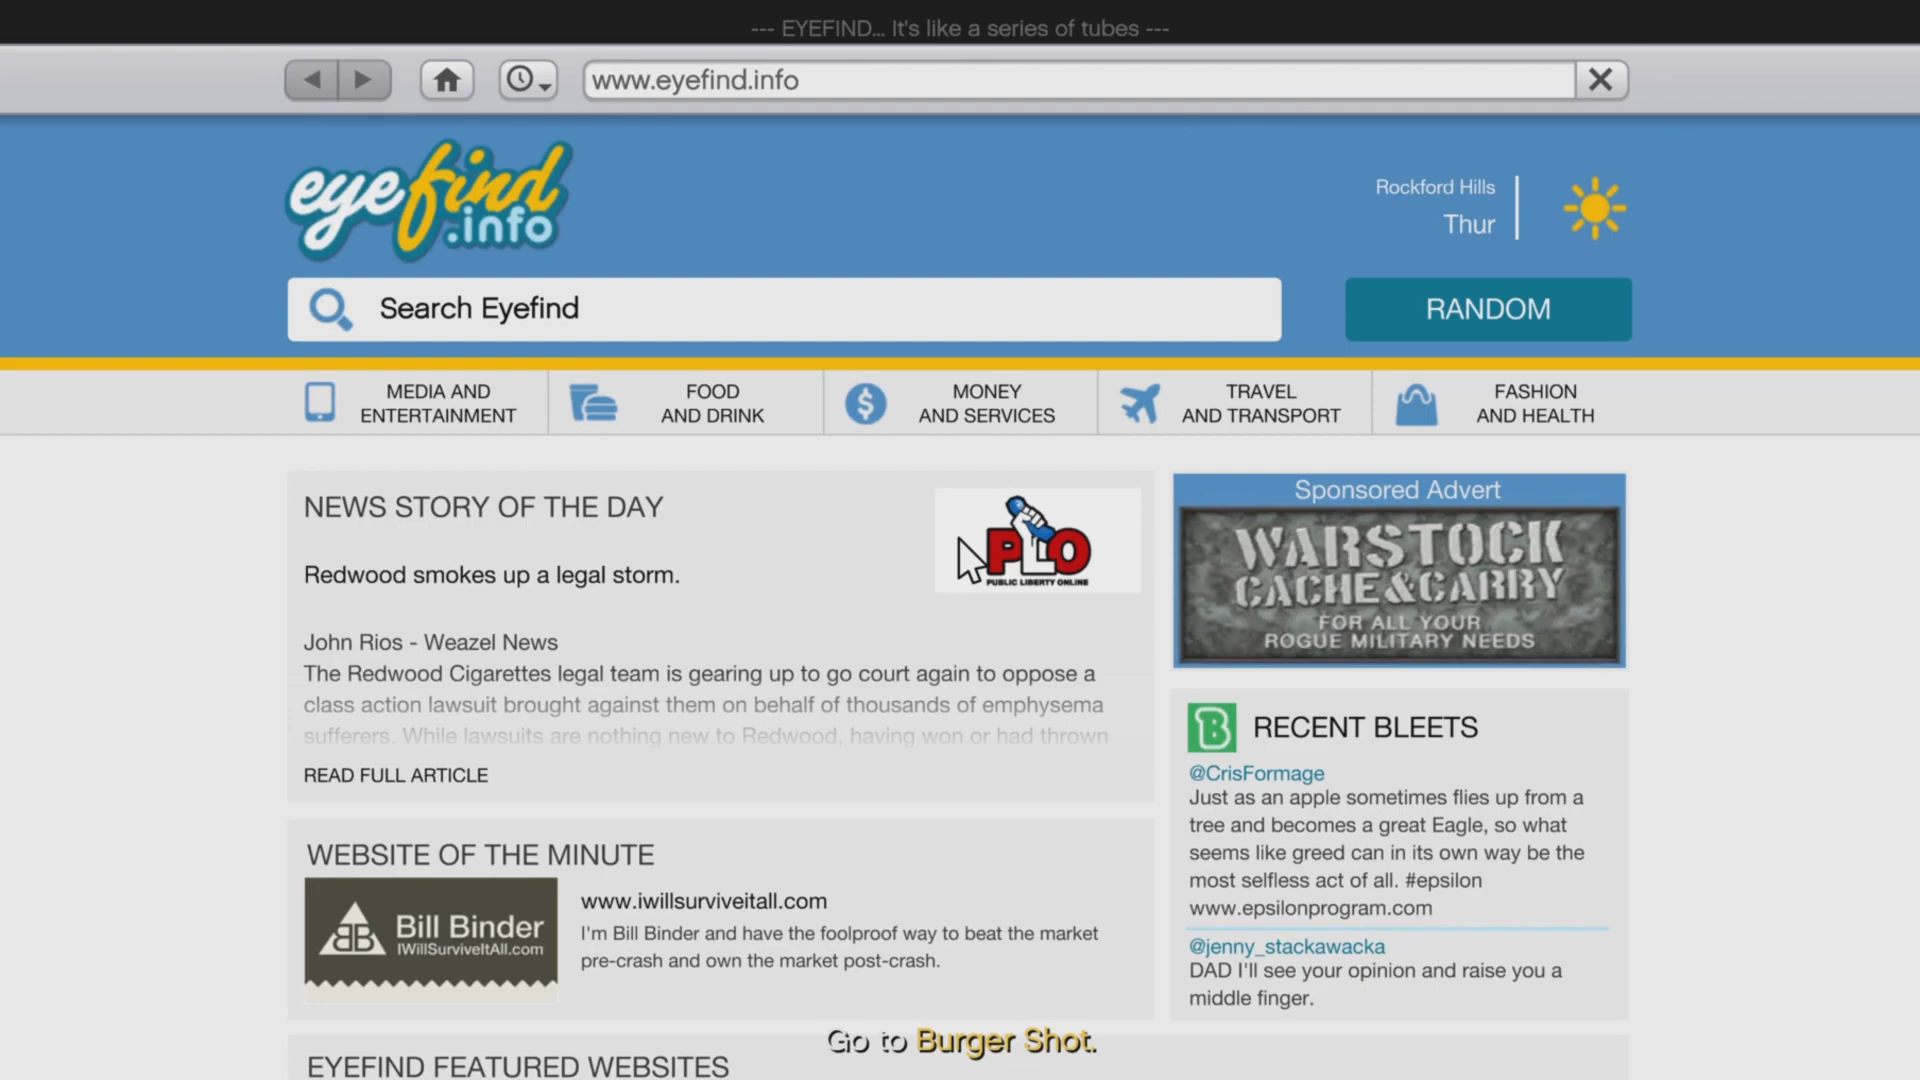 --- EYEFIND... It's like a series of tubes ---
www.eyefind.info
eyefind
.info
Rockford Hills
Thur
Search Eyefind
RANDOM
MEDIA AND
ENTERTAINMENT
FOOD
AND DRINK
MONEY
AND SERVICES
TRAVEL
AND TRANSPORT
FASHION
AND HEALTH
NEWS STORY OF THE DAY
PLO
PUBLIC LIBERTY ONLINE
Redwood smokes up a legal storm.
John Rios - Weazel News
The Redwood Cigarettes legal team is gearing up to go court again to oppose a
class action lawsuit brought against them on behalf of thousands of emphysema
sufferers. While lawsuits are nothing new to Redwood, having won or had thrown
READ FULL ARTICLE
Sponsored Advert
WARSTOCK
CACHE&CARRY
FOR ALL YOUR
ROGUE MILITARY NEEDS
B RECENT BLEETS
@CrisFormage
Just as an apple sometimes flies up from a
tree and becomes a great Eagle, so what
seems like greed can in its own way be the
most selfless act of all. #epsilon
www.epsilonprogram.com
@jenny_stackawacka
DAD I'll see your opinion and raise you a
middle finger.
WEBSITE OF THE MINUTE
BB
Bill Binder
IWillSurviveItAll.com
www.iwillsurviveitall.com
I'm Bill Binder and have the foolproof way to beat the market
pre-crash and own the market post-crash.
Go to Burger Shot.
EYEFIND FEATURED WEBSITES